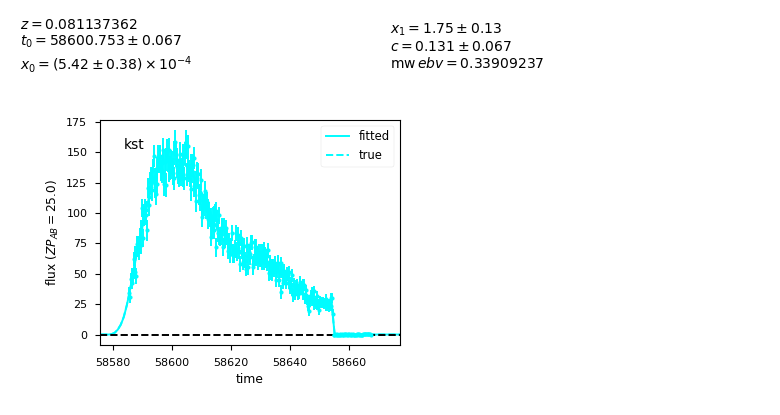 z = 0.081137362
t₀ = 58600.753 ± 0.067
x₀ = (5.42 ± 0.38) × 10⁻⁴
x₁ = 1.75 ± 0.13
c = 0.131 ± 0.067
mw ebv = 0.33909237
kst
fitted
true
flux (ZP_AB = 25.0)
175
150
125
100
75
50
25
0
58580 58600 58620 58640 58660
time